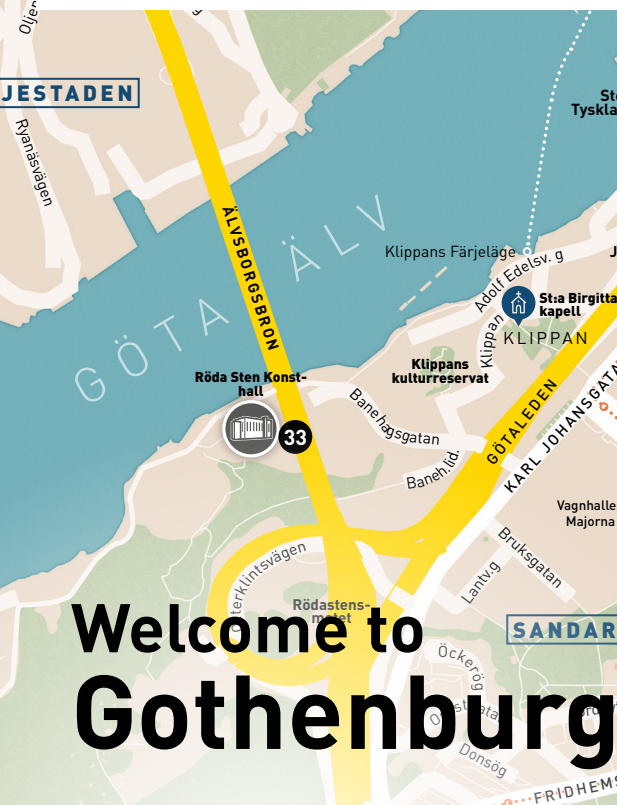 JESTADEN
Ryanäsvägen
ÄLVSBORGSBRON
GÖTA ÄLV
Klippans Färjeläge
Adolf Edelsv. g
St:a Birgitta
kapell
Klippan
KLIPPAN
Klippans
kulturreservat
Röda Sten Konst-
hall
33
Banehagsgatan
Baneh.lid.
GÖTALEDEN
KARL JOHANSGATA
Vagnhalle
Majorna
Bruksgatan
Lantv.g
Rödastens-
motet
SANDAR
Welcome to
Gothenburg
Öckerög
Donsög
FRIDHEMS